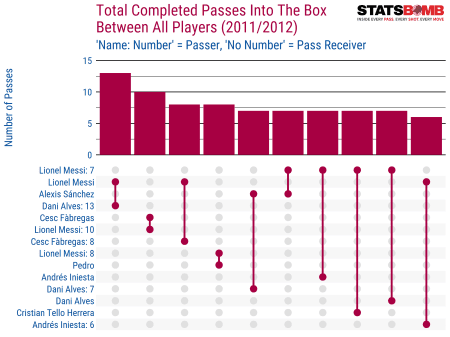 Total Completed Passes Into The Box
Between All Players (2011/2012)
'Name: Number' = Passer, 'No Number' = Pass Receiver
STATSBOMB
INSIDE EVERY PASS, EVERY SHOT, EVERY MOVE
Number of Passes
15
10
5
0
Lionel Messi: 7
Lionel Messi
Alexis Sánchez
Dani Alves: 13
Cesc Fàbregas
Lionel Messi: 10
Cesc Fàbregas: 8
Lionel Messi: 8
Pedro
Andrés Iniesta
Dani Alves: 7
Dani Alves
Cristian Tello Herrera
Andrés Iniesta: 6